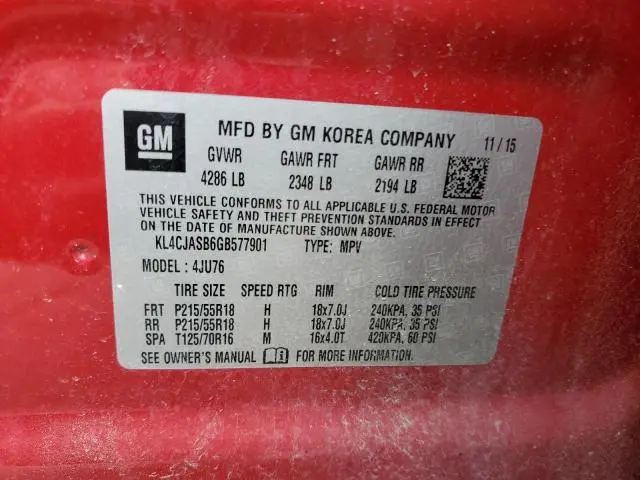 GM MFD BY GM KOREA COMPANY 11/15
GVWR GAWR FRT GAWR RR
4286 LB 2348 LB 2194 LB
THIS VEHICLE CONFORMS TO ALL APPLICABLE U.S. FEDERAL MOTOR
VEHICLE SAFETY AND THEFT PREVENTION STANDARDS IN EFFECT
ON THE DATE OF MANUFACTURE SHOWN ABOVE.
KL4CJASB6GB577901 TYPE: MPV
MODEL: 4JU76
TIRE SIZE SPEED RTG RIM COLD TIRE PRESSURE
FRT P215/55R18 H 18x7.0J 240KPA, 35 PSI
RR P215/55R18 H 18x7.0J 240KPA, 35 PSI
SPA T125/70R16 M 16x4.0T 420KPA, 60 PSI
SEE OWNER'S MANUAL FOR MORE INFORMATION.